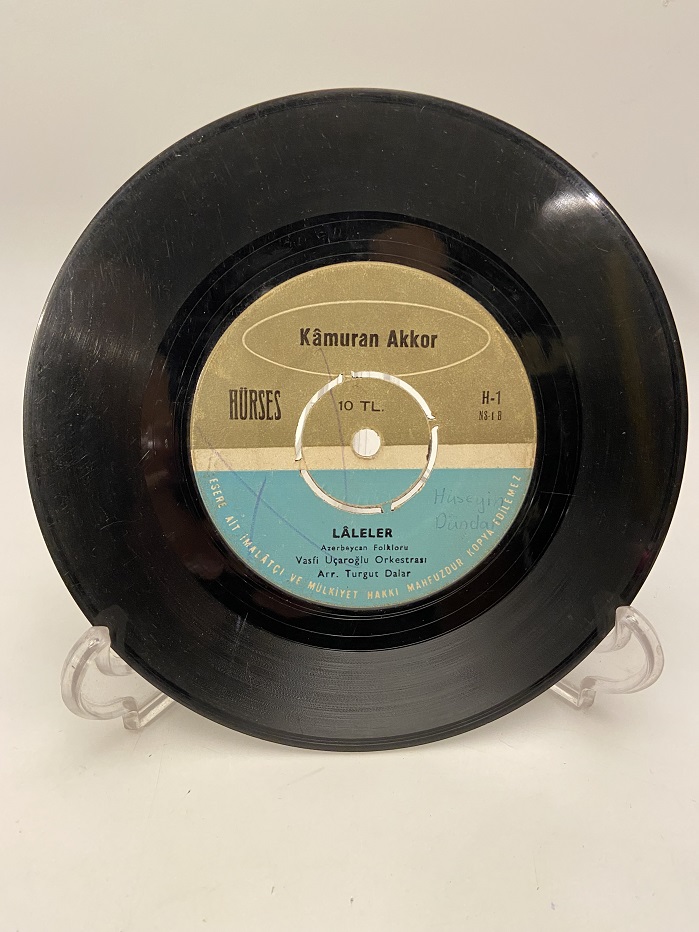 Kâmuran Akkor
HÜRSES
10 TL.
H-1
NS-1 B
Hüseyin
Dündar
LÂLELER
Azerbaycan Folkloru
Vasfi Uçaroğlu Orkestrası
Arr. Turgut Dalar
ESERE AİT İMALÂTÇI VE MÜLKİYET HAKKI MAHFUZDUR KOPYA EDİLEMEZ